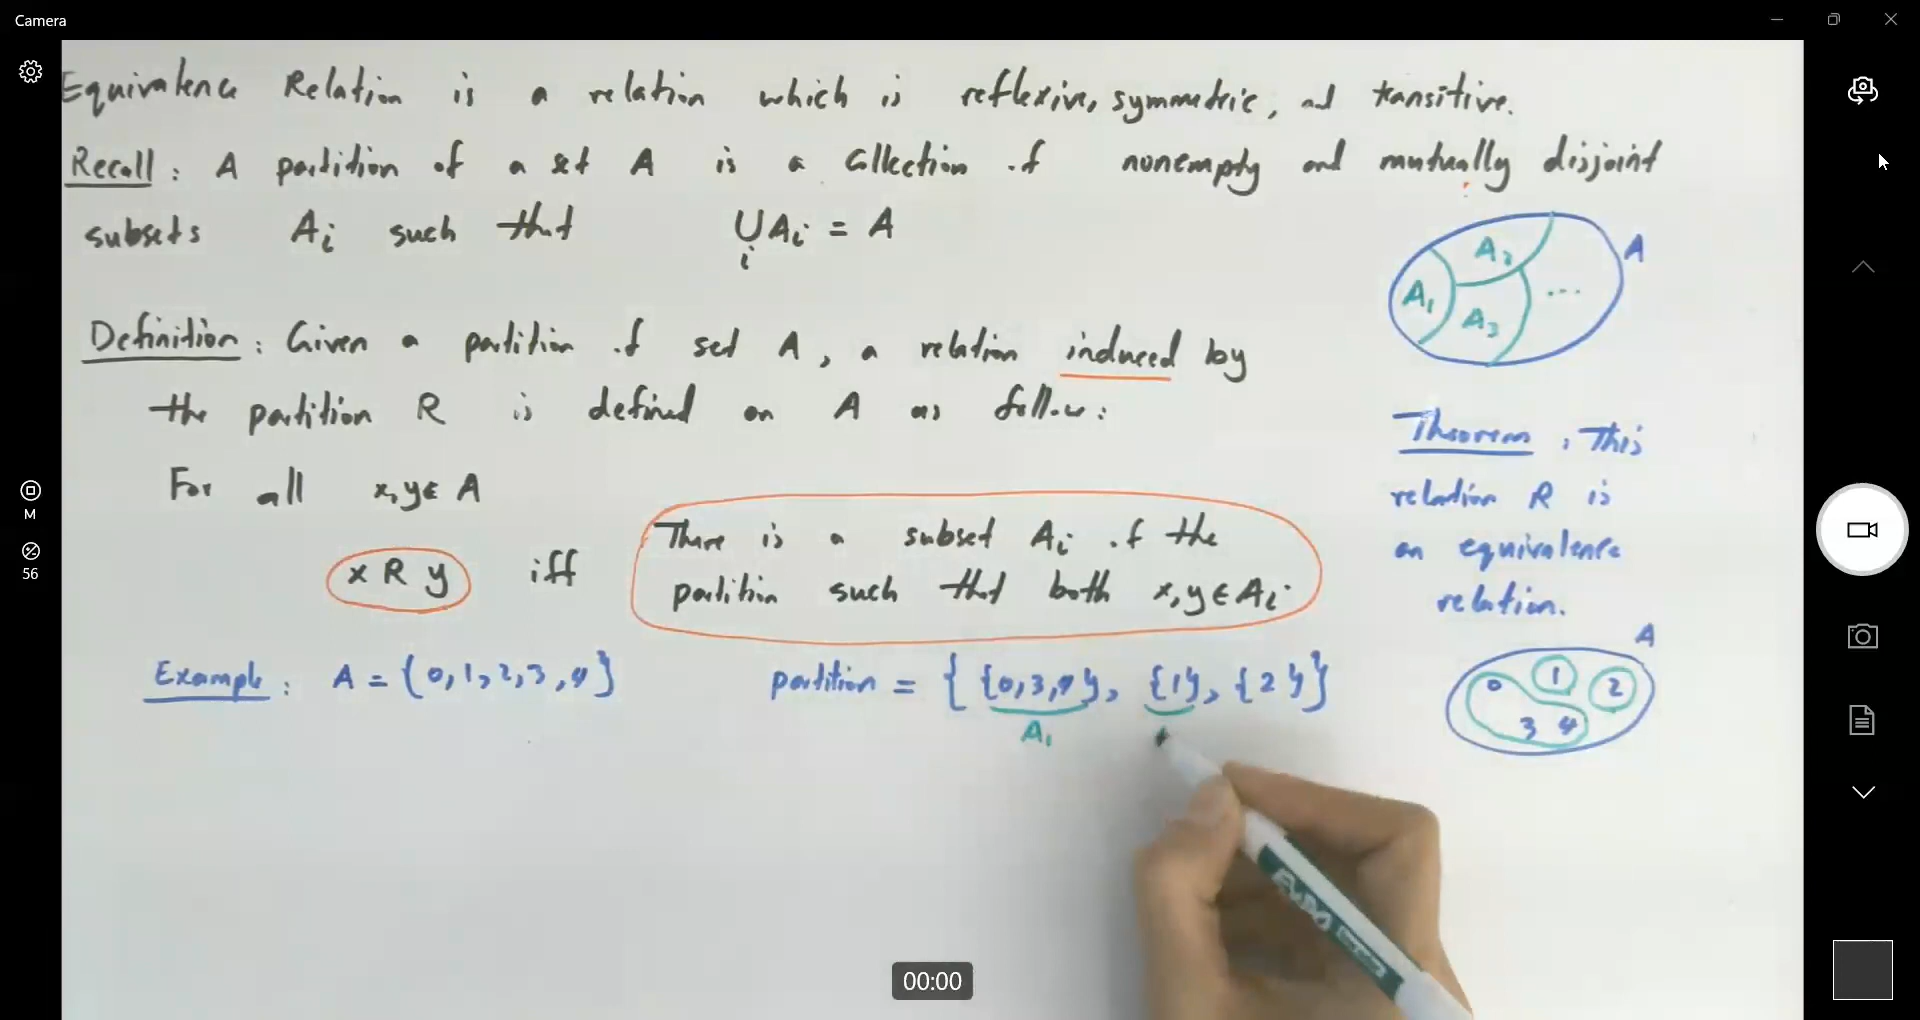 Camera
Equivalence Relation is a relation which is reflexive, symmetric, and transitive.
Recall : A partition of a set A is a collection of nonempty and mutually disjoint
subsets Ai such that ∪Ai = A
i
A
A2
A1
A3
...
Definition : Given a partition of set A, a relation induced by
the partition R is defined on A as follow :
For all x, y ∈ A
x R y iff There is a subset Ai of the
partition such that both x, y ∈ Ai.
Theorem : This
relation R is
an equivalence
relation.
Example : A = {0, 1, 2, 3, 4} partition = { {0, 3, 4}, {1}, {2} }
A1
A
0 1 2
3 4
M
56
00:00
EXPO